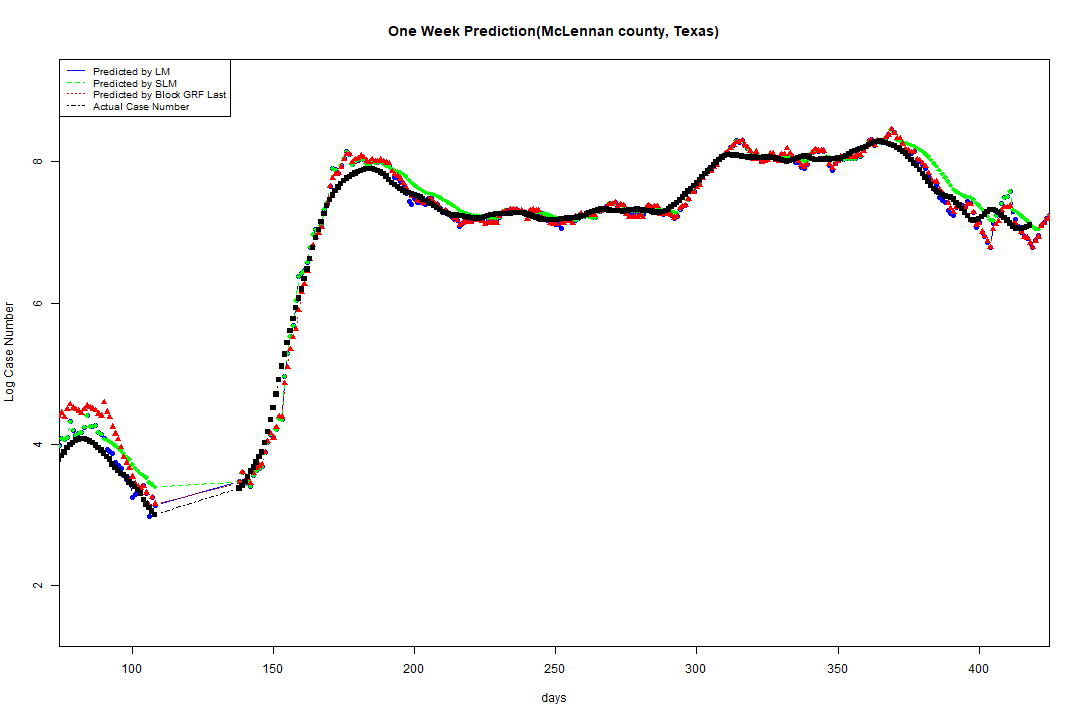 One Week Prediction(McLennan county, Texas)
Predicted by LM
Predicted by SLM
Predicted by Block GRF Last
Actual Case Number
Log Case Number
8
6
4
2
100 150 200 250 300 350 400
days